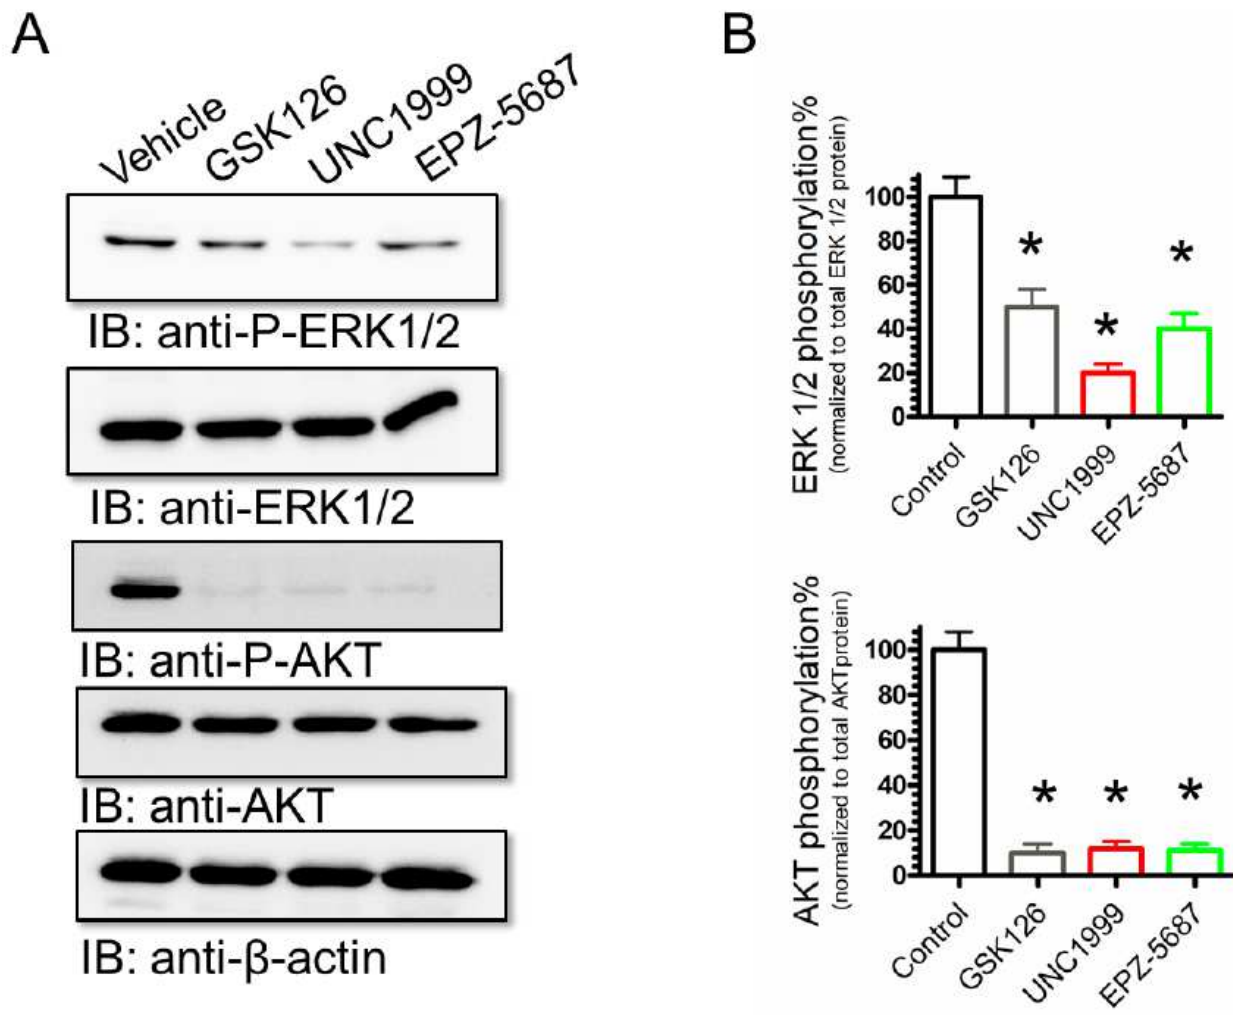 A
Vehicle
GSK126
UNC1999
EPZ-5687
IB: anti-P-ERK1/2
IB: anti-ERK1/2
IB: anti-P-AKT
IB: anti-AKT
IB: anti-β-actin
B
ERK 1/2 phosphorylation%
(normalized to total ERK 1/2 protein)
100
80
60
40
20
0
*
*
*
Control
GSK126
UNC1999
EPZ-5687
AKT phosphorylation%
(normalized to total AKTprotein)
100
80
60
40
20
0
*
*
*
Control
GSK126
UNC1999
EPZ-5687